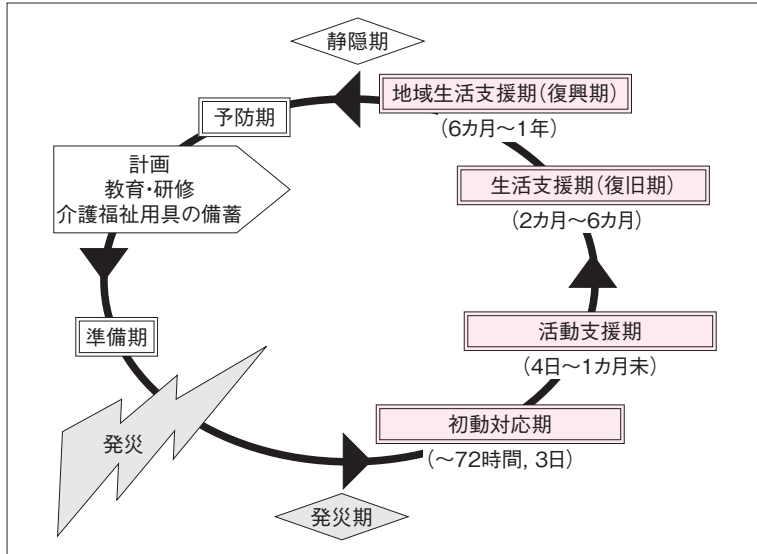 静隠期
地域生活支援期(復興期)
(6カ月～1年)
予防期
計画
教育・研修
介護福祉用具の備蓄
生活支援期(復旧期)
(2カ月～6カ月)
準備期
活動支援期
(4日～1カ月未)
発災
初動対応期
(～72時間, 3日)
発災期